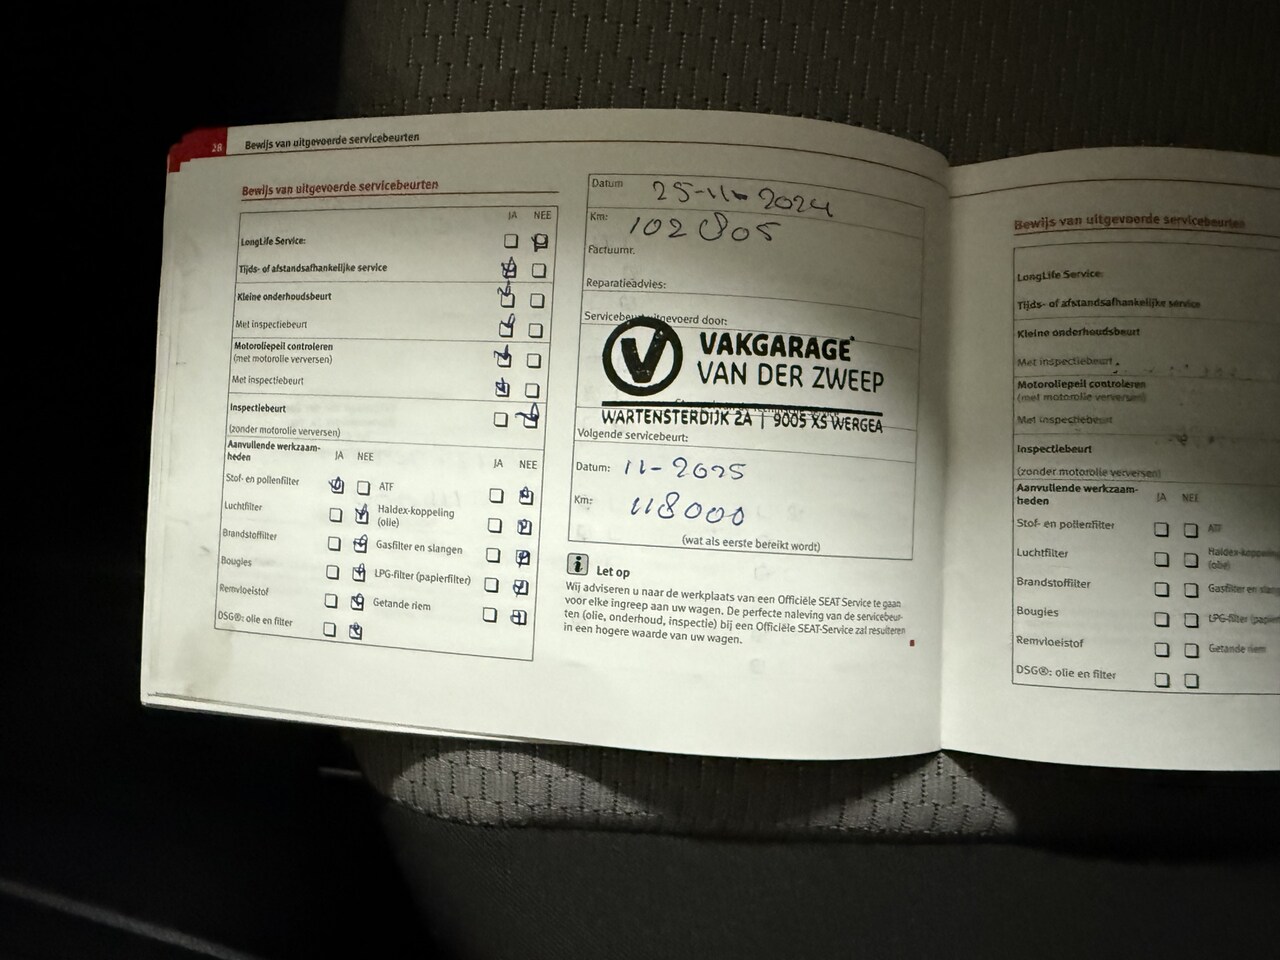 28 Bewijs van uitgevoerde servicebeurten
Bewijs van uitgevoerde servicebeurten
JA NEE
LongLife Service:
Tijds- of afstandsafhankelijke service
Kleine onderhoudsbeurt
Met inspectiebeurt
Motoroliepeil controleren
(met motorolie verversen)
Met inspectiebeurt
Inspectiebeurt
(zonder motorolie verversen)
Aanvullende werkzaam-
heden
JA NEE
JA NEE
Stof- en pollenfilter
ATF
Luchtfilter
Haldex-koppeling
(olie)
Brandstoffilter
Gasfilter en slangen
Bougies
LPG-filter (papierfilter)
Remvloeistof
Getande riem
DSG®: olie en filter
Datum 25-11-2024
Km: 102805
Factuurnr.
Reparatieadvies:
Servicebeurt uitgevoerd door:
VAKGARAGE
VAN DER ZWEEP
WARTENSTERDIJK 2A | 9005 XS WERGEA
Volgende servicebeurt:
Datum: 11-2025
Km: 118000
(wat als eerste bereikt wordt)
i Let op
Wij adviseren u naar de werkplaats van een Officiële SEAT Service te gaan
voor elke ingreep aan uw wagen. De perfecte naleving van de servicebeur-
ten (olie, onderhoud, inspectie) bij een Officiële SEAT-Service zal resulteren
in een hogere waarde van uw wagen.
Bewijs van uitgevoerde servicebeurten
LongLife Service:
Tijds- of afstandsafhankelijke service
Kleine onderhoudsbeurt
Met inspectiebeurt
Motoroliepeil controleren
(met motorolie verversen)
Met inspectiebeurt
Inspectiebeurt
(zonder motorolie verversen)
Aanvullende werkzaam-
heden
JA NEE
Stof- en pollenfilter
ATF
Luchtfilter
Haldex-koppeling
(olie)
Brandstoffilter
Gasfilter en
Bougies
Remvloeistof
Getande riem
DSG®: olie en filter